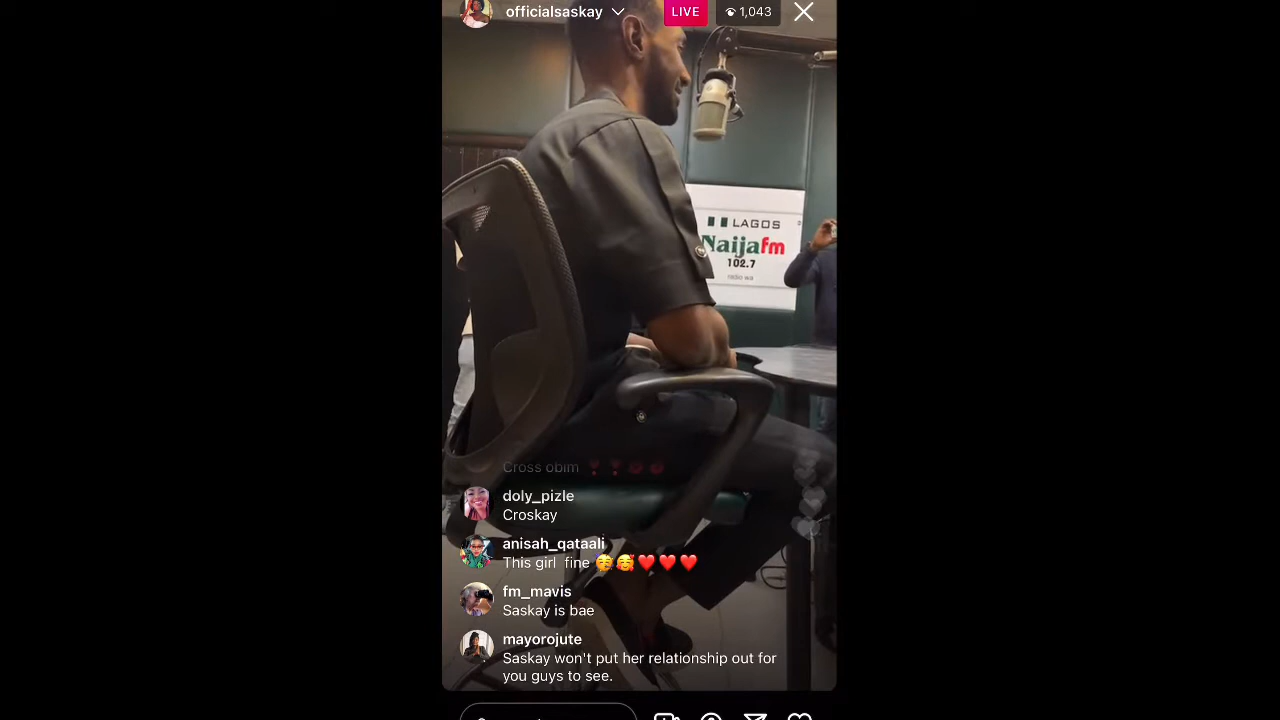 officialsaskay
LIVE
1,043
LAGOS
Naijafm
102.7
Cross obim
doly_pizle
Croskay
anisah_qataali
This girl fine 🥳🥰❤️❤️❤️
fm_mavis
Saskay is bae
mayorojute
Saskay won't put her relationship out for
you guys to see.